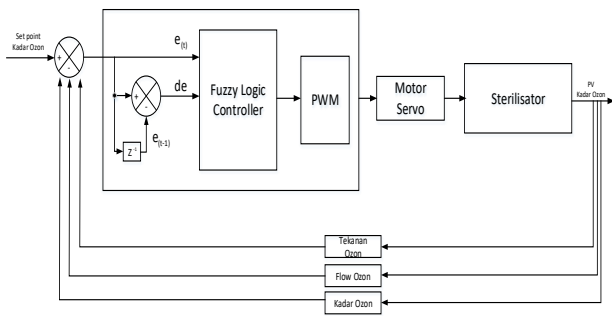 Set point
Kadar Ozon
+
-
e(t)
+
-
de
e(t-1)
Z⁻¹
Fuzzy Logic
Controller
PWM
Motor
Servo
Sterilisator
PV
Kadar Ozon
Tekanan
Ozon
Flow Ozon
Kadar Ozon